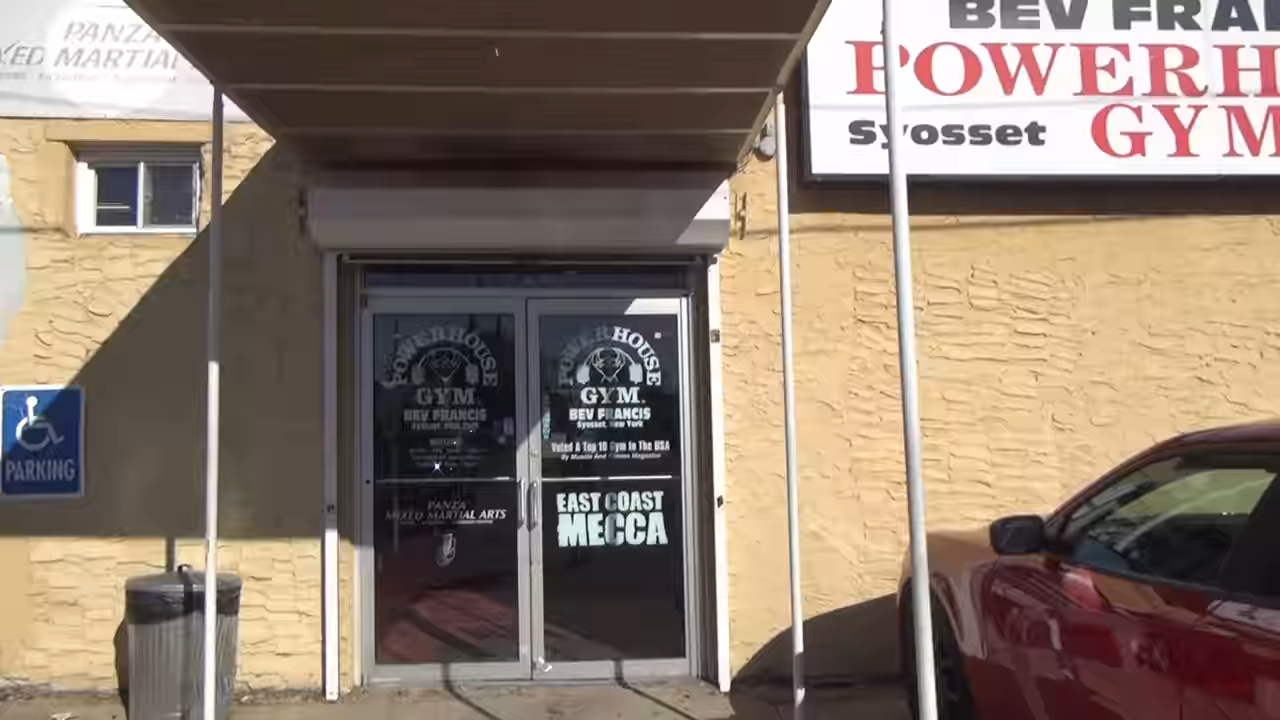 PANZA
XED MARTIAL
BEV FRA
POWERH
Syosset GYM
PARKING
POWERHOUSE
GYM.
BEV FRANCIS
PANZA
MIXED MARTIAL ARTS
POWERHOUSE
GYM.
BEV FRANCIS
Syosset, New York
Voted A Top 10 Gym In The USA
By Muscle And Fitness Magazine
EAST COAST
MECCA